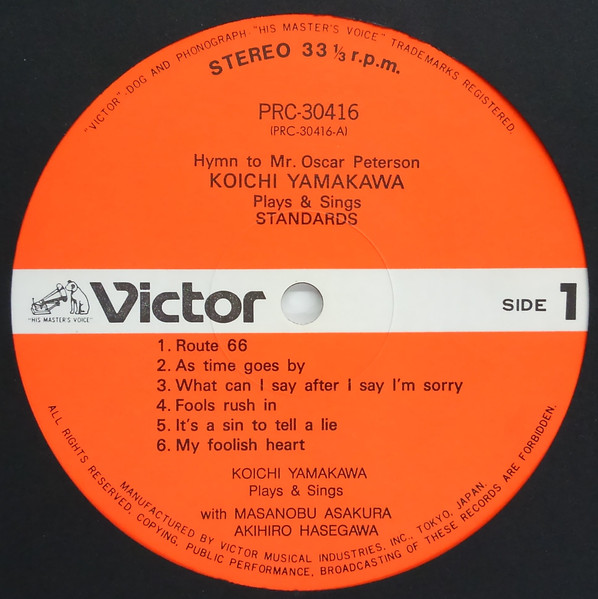 "VICTOR"-DOG AND PHONOGRAPH "HIS MASTER'S VOICE" TRADEMARKS REGISTERED.
STEREO 33 1/3 r.p.m.
PRC-30416
(PRC-30416-A)
Hymn to Mr. Oscar Peterson
KOICHI YAMAKAWA
Plays & Sings
STANDARDS
"HIS MASTER'S VOICE"
Victor
SIDE 1
1. Route 66
2. As time goes by
3. What can I say after I say I'm sorry
4. Fools rush in
5. It's a sin to tell a lie
6. My foolish heart
KOICHI YAMAKAWA
Plays & Sings
with MASANOBU ASAKURA
AKIHIRO HASEGAWA
MANUFACTURED BY VICTOR MUSICAL INDUSTRIES, INC., TOKYO, JAPAN.
ALL RIGHTS RESERVED, COPYING, PUBLIC PERFORMANCE, BROADCASTING OF THESE RECORDS ARE FORBIDDEN.